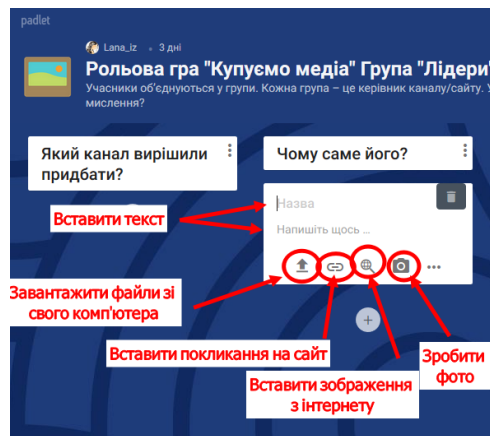 padlet
Lana_iz • 3 дні
Рольова гра "Купуємо медіа" Група "Лідери"
Учасники об'єднуються у групи. Кожна група – це керівник каналу/сайту. У
мислення?
Який канал вирішили
придбати?
Чому саме його?
Назва
Напишіть щось ...
Вставити текст
Завантажити файли зі
свого комп'ютера
Вставити покликання на сайт
Зробити
фото
Вставити зображення
з інтернету